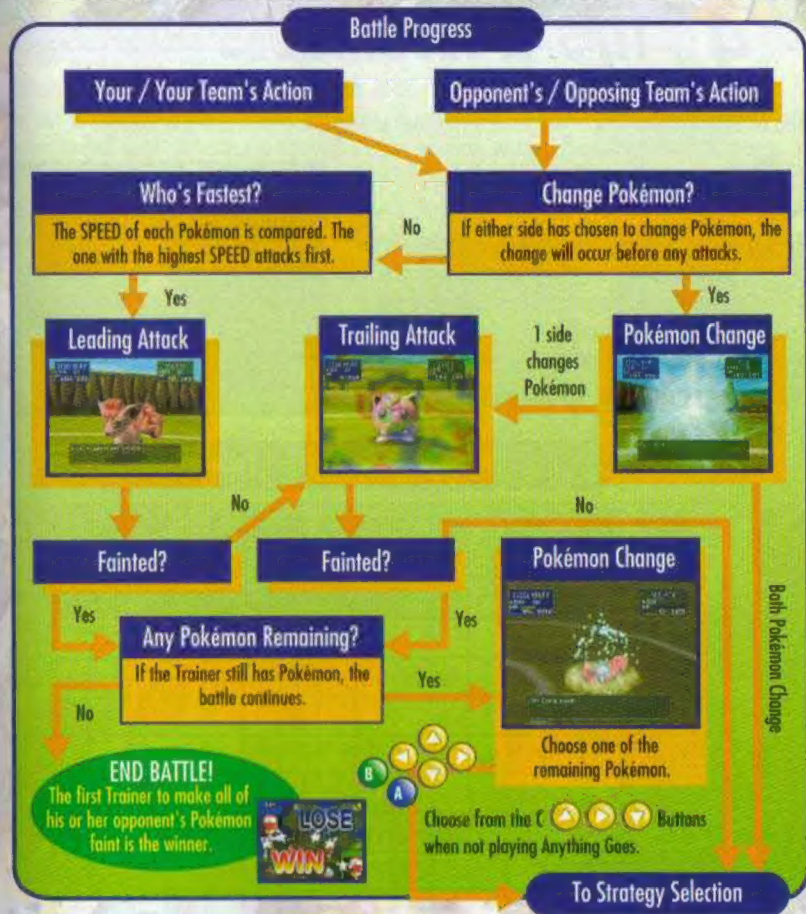 Battle Progress
Your / Your Team's Action
Opponent's / Opposing Team's Action
Who's Fastest?
The SPEED of each Pokémon is compared. The
one with the highest SPEED attacks first.
No
Change Pokémon?
If either side has chosen to change Pokémon, the
change will occur before any attacks.
Yes
Yes
Leading Attack
Trailing Attack
1 side
changes
Pokémon
Pokémon Change
No
No
Fainted?
Fainted?
Pokémon Change
Both Pokémon Change
Yes
Yes
Any Pokémon Remaining?
If the Trainer still has Pokémon, the
battle continues.
Yes
No
Choose one of the
remaining Pokémon.
END BATTLE!
The first Trainer to make all of
his or her opponent's Pokémon
faint is the winner.
LOSE
WIN
B
A
Choose from the C Buttons
when not playing Anything Goes.
To Strategy Selection